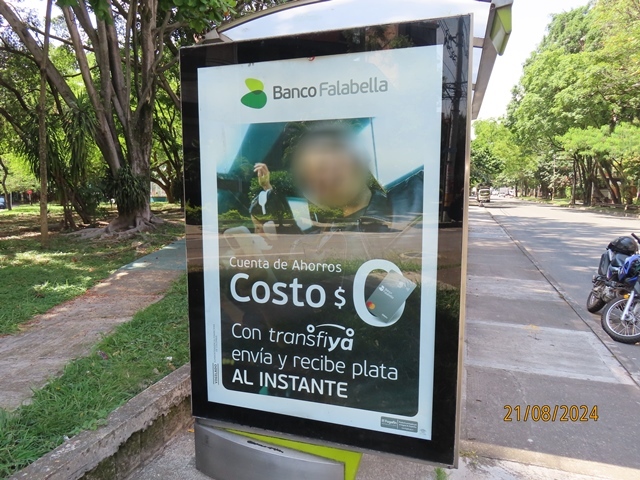 Banco Falabella
Cuenta de Ahorros
Costo $0
Con transfiYa
envía y recibe plata
AL INSTANTE
21/08/2024